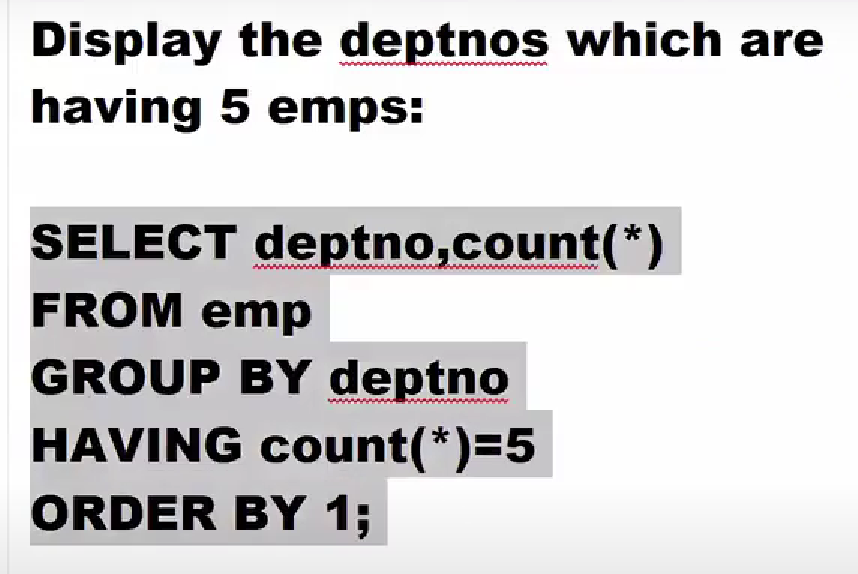 Display the deptnos which are
having 5 emps:
SELECT deptno,count(*)
FROM emp
GROUP BY deptno
HAVING count(*)=5
ORDER BY 1;